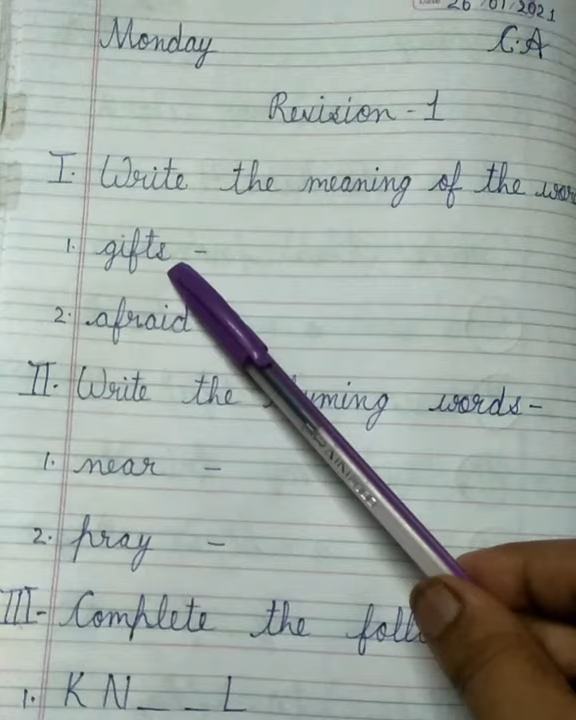 Date 26/01/2021
Monday C.A
Revision - 1
I. Write the meaning of the
1. gifts -
2. afraid
II. Write the words -
1. near -
2. pray -
III- Complete the
1. K N _ _ L